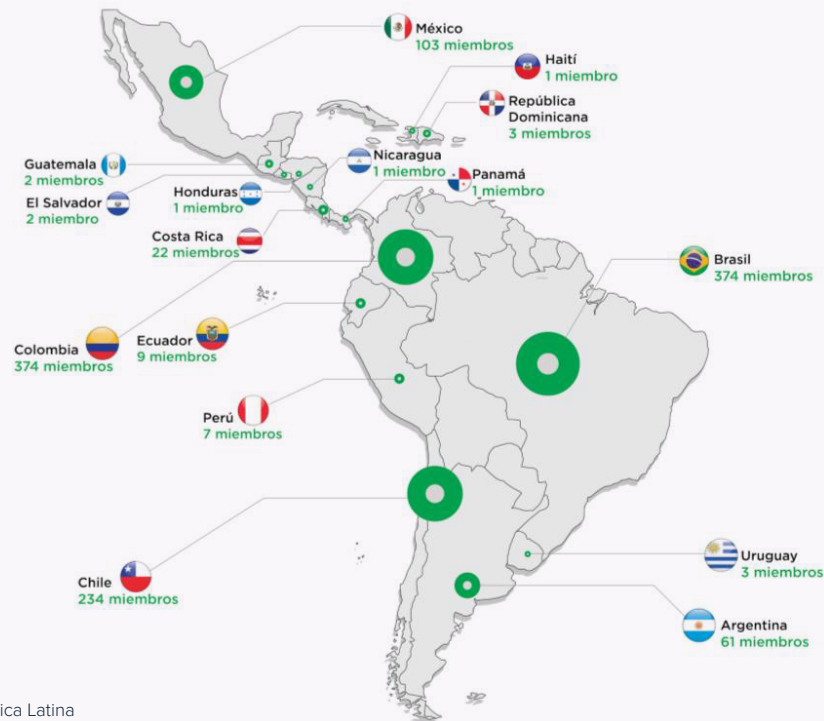 México
103 miembros
Haití
1 miembro
República
Dominicana
3 miembros
Guatemala
2 miembros
El Salvador
2 miembro
Honduras
1 miembro
Nicaragua
1 miembro
Panamá
1 miembro
Costa Rica
22 miembros
Brasil
374 miembros
Colombia
374 miembros
Ecuador
9 miembros
Perú
7 miembros
Chile
234 miembros
Uruguay
3 miembros
Argentina
61 miembros
ica Latina